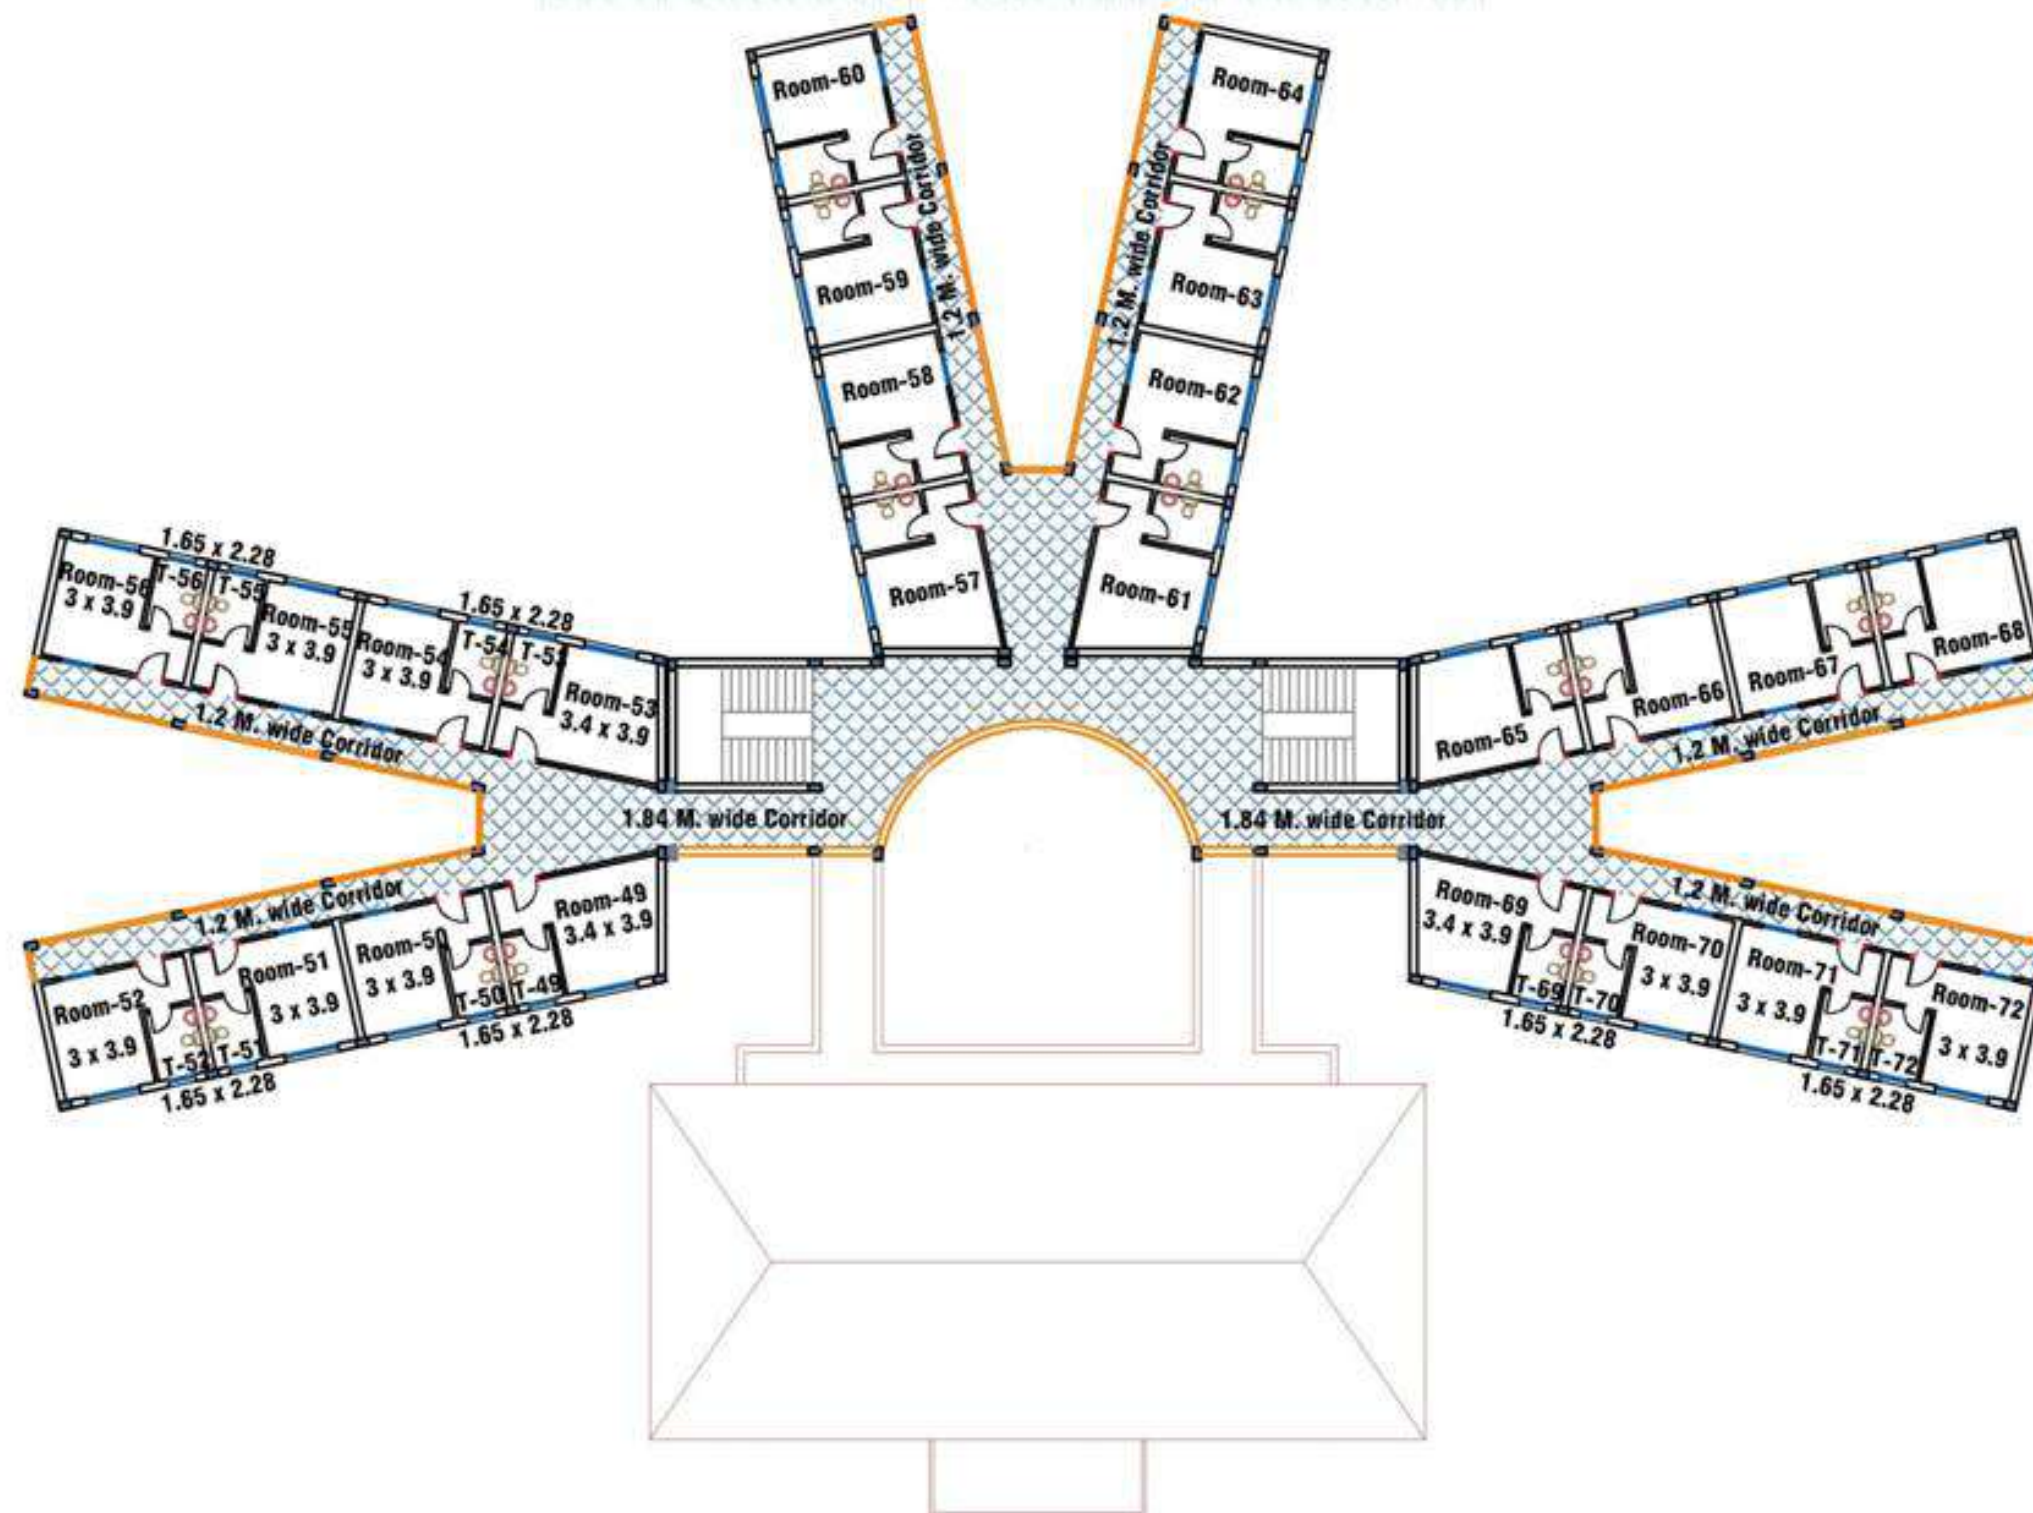 Room-60
Room-59
Room-58
Room-57
1.2 M. wide Corridor
Room-64
Room-63
Room-62
Room-61
1.2 M. wide Corridor
1.65 x 2.28
Room-56
3 x 3.9
T-56
T-55
Room-55
3 x 3.9
1.65 x 2.28
Room-54
3 x 3.9
T-54
T-53
Room-53
3.4 x 3.9
1.2 M. wide Corridor
1.84 M. wide Corridor
1.84 M. wide Corridor
Room-65
Room-66
Room-67
Room-68
1.2 M. wide Corridor
1.2 M. wide Corridor
Room-52
3 x 3.9
T-52
T-51
Room-51
3 x 3.9
1.65 x 2.28
Room-50
3 x 3.9
T-50
T-49
Room-49
3.4 x 3.9
1.65 x 2.28
1.2 M. wide Corridor
Room-69
3.4 x 3.9
T-69
T-70
Room-70
3 x 3.9
1.65 x 2.28
Room-71
3 x 3.9
T-71
T-72
Room-72
3 x 3.9
1.65 x 2.28